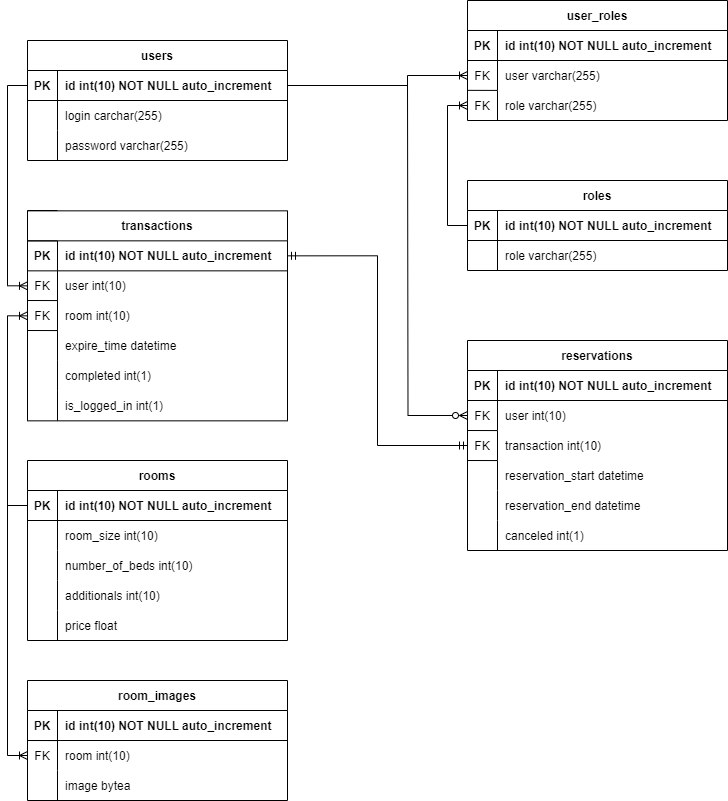 users
PK id int(10) NOT NULL auto_increment
login carchar(255)
password varchar(255)
transactions
PK id int(10) NOT NULL auto_increment
FK user int(10)
FK room int(10)
expire_time datetime
completed int(1)
is_logged_in int(1)
rooms
PK id int(10) NOT NULL auto_increment
room_size int(10)
number_of_beds int(10)
additionals int(10)
price float
room_images
PK id int(10) NOT NULL auto_increment
FK room int(10)
image bytea
user_roles
PK id int(10) NOT NULL auto_increment
FK user varchar(255)
FK role varchar(255)
roles
PK id int(10) NOT NULL auto_increment
role varchar(255)
reservations
PK id int(10) NOT NULL auto_increment
FK user int(10)
FK transaction int(10)
reservation_start datetime
reservation_end datetime
canceled int(1)